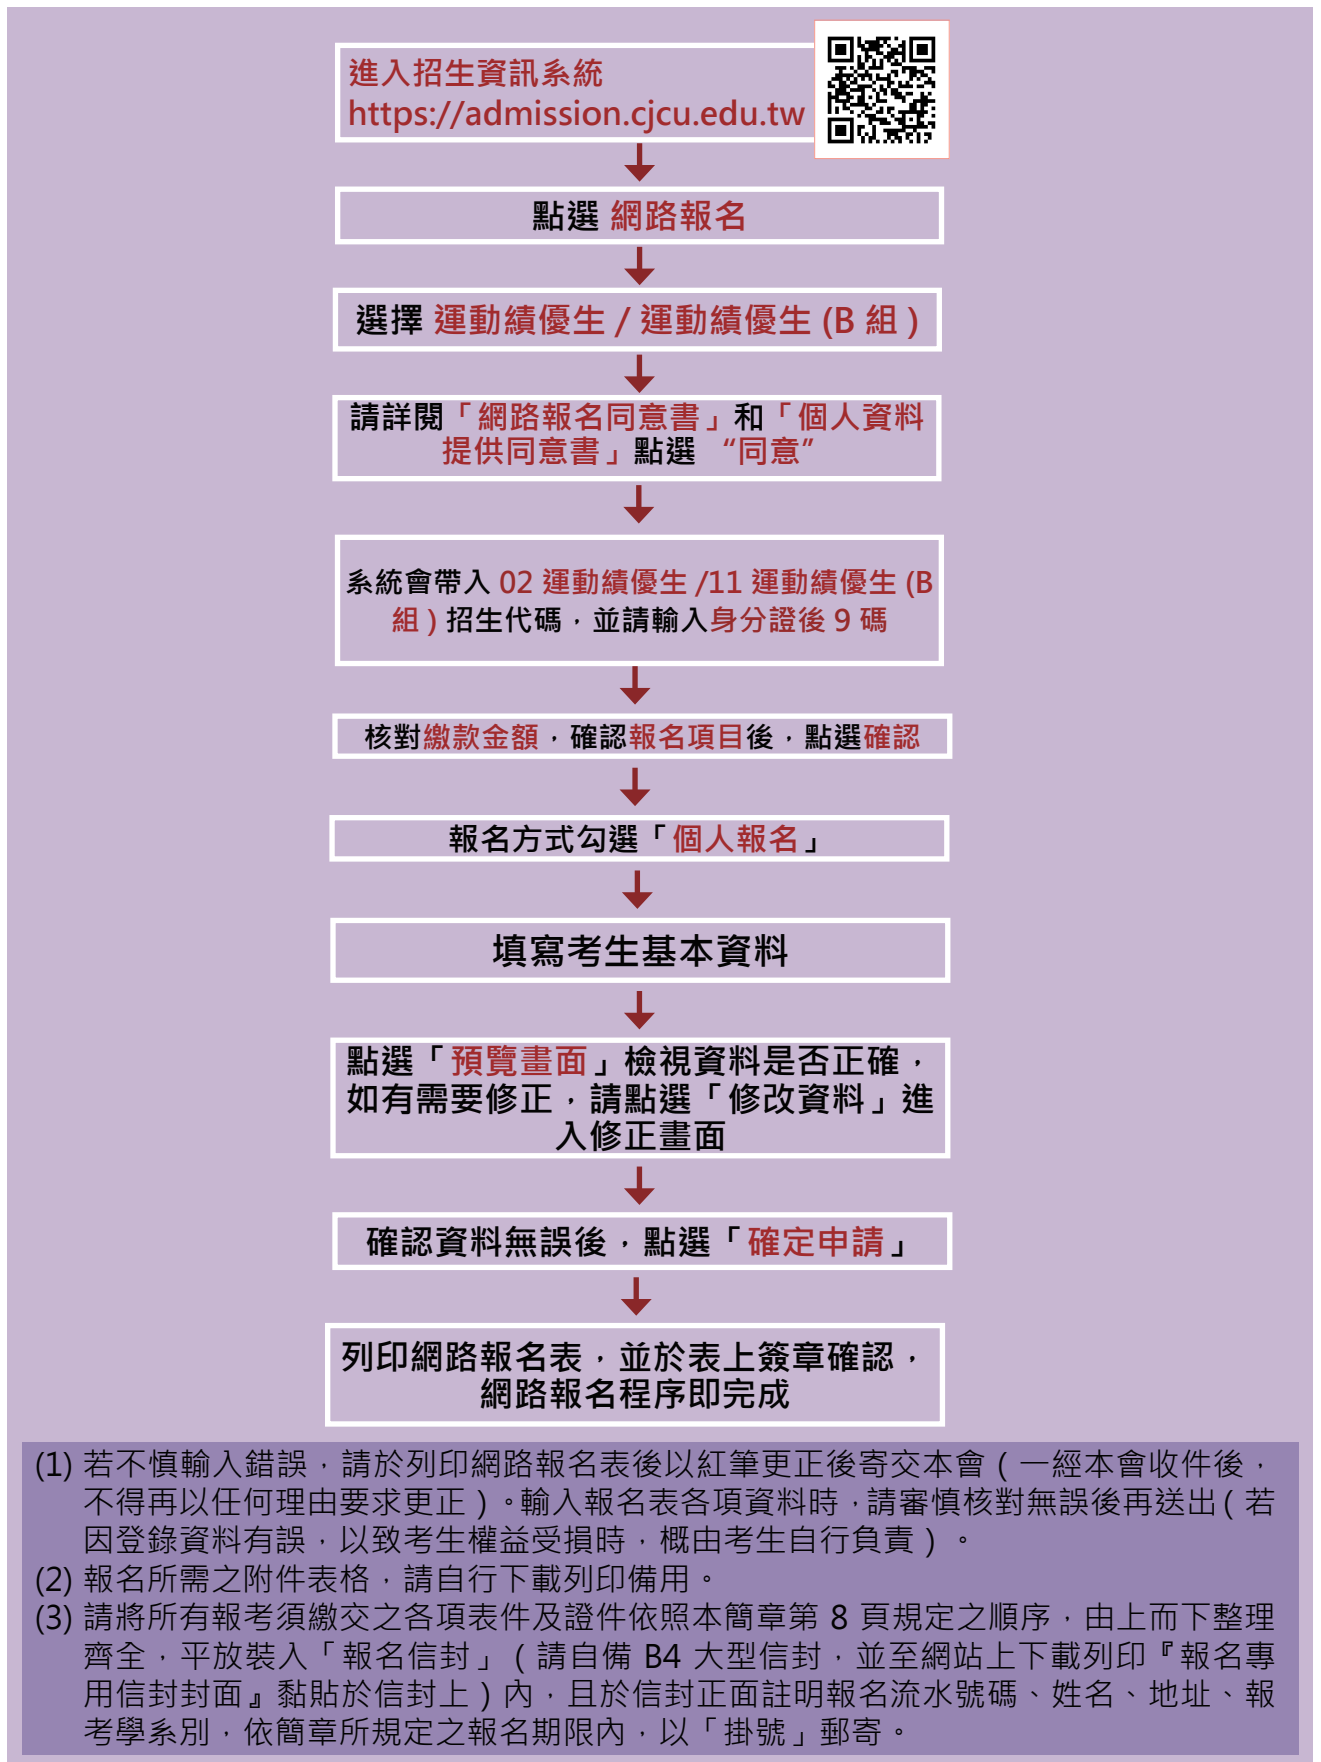 進入招生資訊系統
https://admission.cjcu.edu.tw
點選 網路報名
選擇 運動績優生 / 運動績優生 (B 組 )
請詳閱「網路報名同意書」和「個人資料
提供同意書」點選 “同意”
系統會帶入 02 運動績優生 /11 運動績優生 (B
組 ) 招生代碼，並請輸入身分證後 9 碼
核對繳款金額，確認報名項目後，點選確認
報名方式勾選「個人報名」
填寫考生基本資料
點選「預覽畫面」檢視資料是否正確，
如有需要修正，請點選「修改資料」進
入修正畫面
確認資料無誤後，點選「確定申請」
列印網路報名表，並於表上簽章確認，
網路報名程序即完成
(1) 若不慎輸入錯誤，請於列印網路報名表後以紅筆更正後寄交本會（一經本會收件後，
不得再以任何理由要求更正）。輸入報名表各項資料時，請審慎核對無誤後再送出（若
因登錄資料有誤，以致考生權益受損時，概由考生自行負責）。
(2) 報名所需之附件表格，請自行下載列印備用。
(3) 請將所有報考須繳交之各項表件及證件依照本簡章第 8 頁規定之順序，由上而下整理
齊全，平放裝入「報名信封」（請自備 B4 大型信封，並至網站上下載列印『報名專
用信封封面』黏貼於信封上）內，且於信封正面註明報名流水號碼、姓名、地址、報
考學系別，依簡章所規定之報名期限內，以「掛號」郵寄。